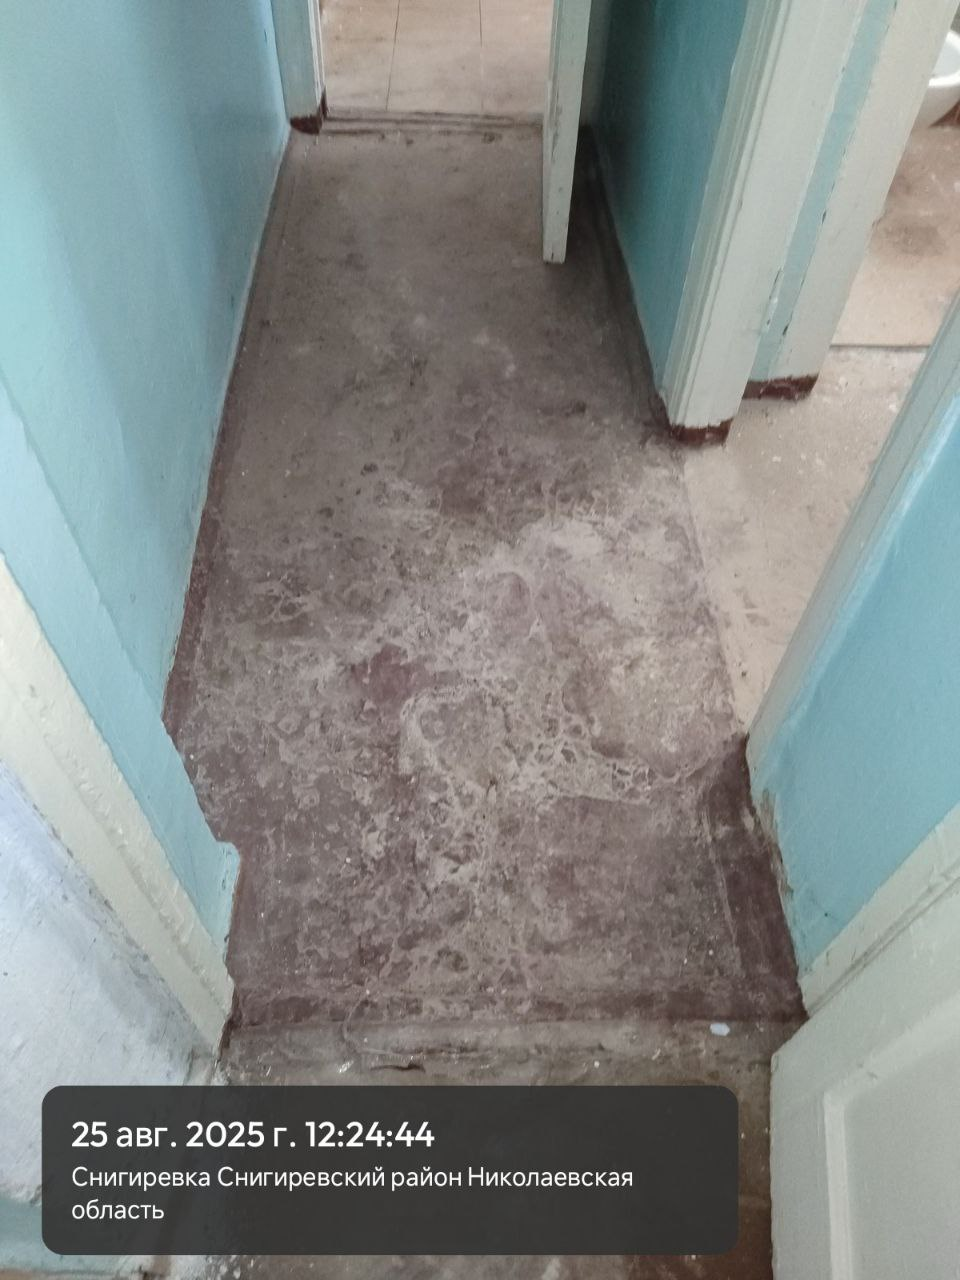 25 авг. 2025 г. 12:24:44
Снигиревка Снигиревский район Николаевская
область